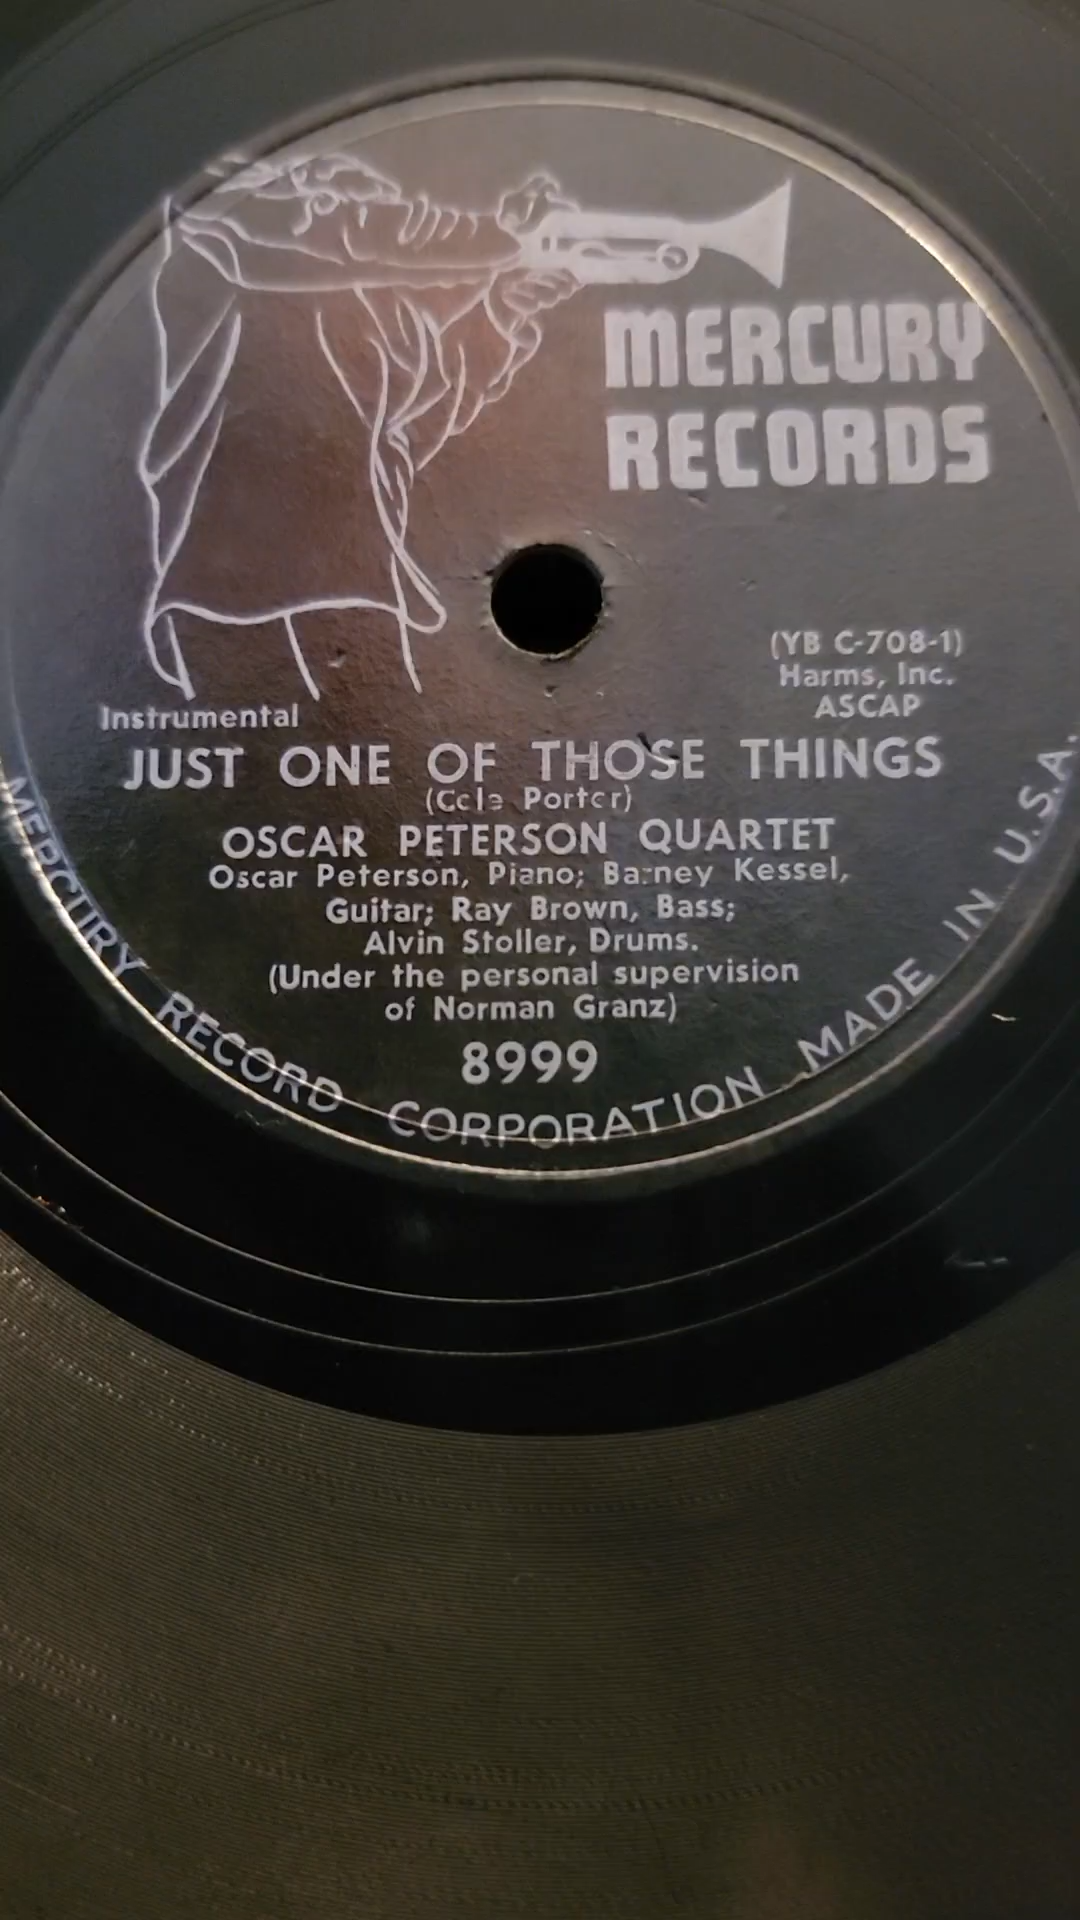 MERCURY
RECORDS
(YB C-708-1)
Harms, Inc.
ASCAP
Instrumental
JUST ONE OF THOSE THINGS
(Cole Porter)
OSCAR PETERSON QUARTET
Oscar Peterson, Piano; Barney Kessel,
Guitar; Ray Brown, Bass;
Alvin Stoller, Drums.
(Under the personal supervision
of Norman Granz)
8999
MERCURY RECORD CORPORATION MADE IN U.S.A.